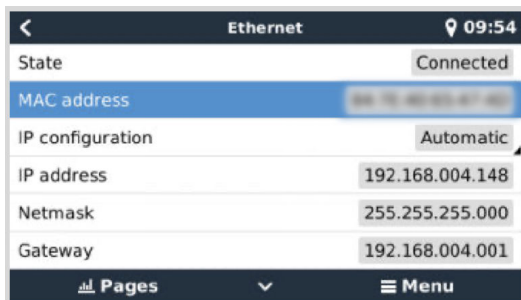 Ethernet 09:54
State Connected
MAC address
IP configuration Automatic
IP address 192.168.004.148
Netmask 255.255.255.000
Gateway 192.168.004.001
Pages Menu